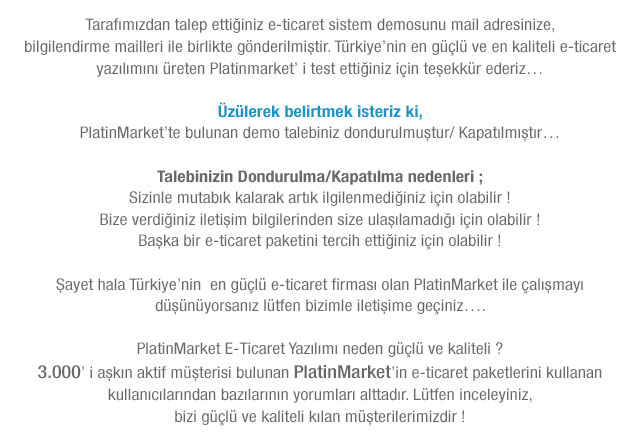 Tarafımızdan talep ettiğiniz e-ticaret sistem demosunu mail adresinize,
bilgilendirme mailleri ile birlikte gönderilmiştir. Türkiye'nin en güçlü ve en kaliteli e-ticaret
yazılımını üreten Platinmarket' i test ettiğiniz için teşekkür ederiz…
Üzülerek belirtmek isteriz ki,
PlatinMarket'te bulunan demo talebiniz dondurulmuştur/ Kapatılmıştır…
Talebinizin Dondurulma/Kapatılma nedenleri ;
Sizinle mutabık kalarak artık ilgilenmediğiniz için olabilir !
Bize verdiğiniz iletişim bilgilerinden size ulaşılamadığı için olabilir !
Başka bir e-ticaret paketini tercih ettiğiniz için olabilir !
Şayet hala Türkiye'nin  en güçlü e-ticaret firması olan PlatinMarket ile çalışmayı
düşünüyorsanız lütfen bizimle iletişime geçiniz….
PlatinMarket E-Ticaret Yazılımı neden güçlü ve kaliteli ?
3.000' i aşkın aktif müşterisi bulunan PlatinMarket'in e-ticaret paketlerini kullanan
kullanıcılarından bazılarının yorumları alttadır. Lütfen inceleyiniz,
bizi güçlü ve kaliteli kılan müşterilerimizdir !